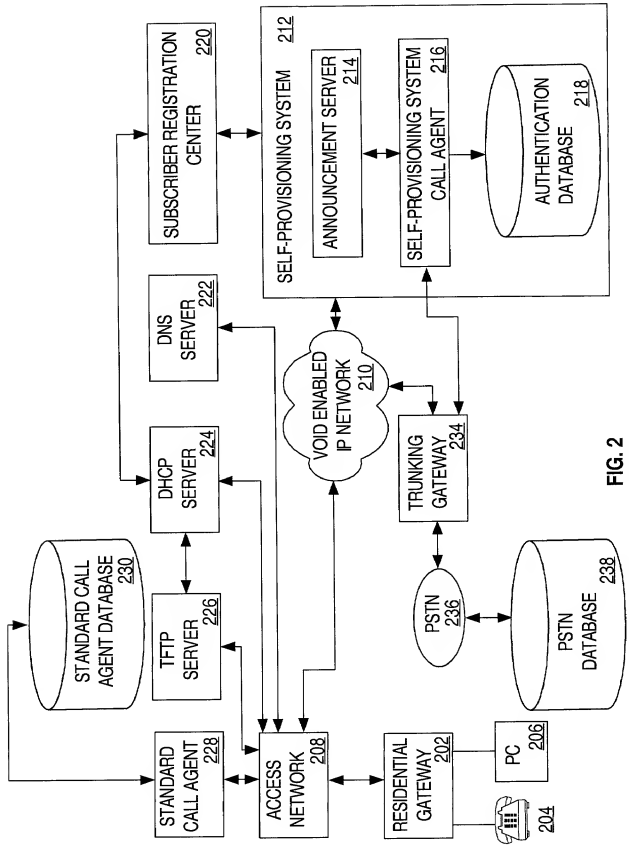 STANDARD CALL
AGENT DATABASE
230
STANDARD
CALL AGENT
228
TFTP
SERVER
226
DHCP
SERVER
224
DNS
SERVER
222
SUBSCRIBER REGISTRATION
CENTER
220
ACCESS
NETWORK
208
VOID ENABLED
IP NETWORK
210
SELF-PROVISIONING SYSTEM
212
ANNOUNCEMENT SERVER
214
SELF-PROVISIONING SYSTEM
CALL AGENT
216
AUTHENTICATION
DATABASE
218
RESIDENTIAL
GATEWAY
202
PSTN
236
TRUNKING
GATEWAY
234
204
PC
206
PSTN
DATABASE
238
FIG. 2